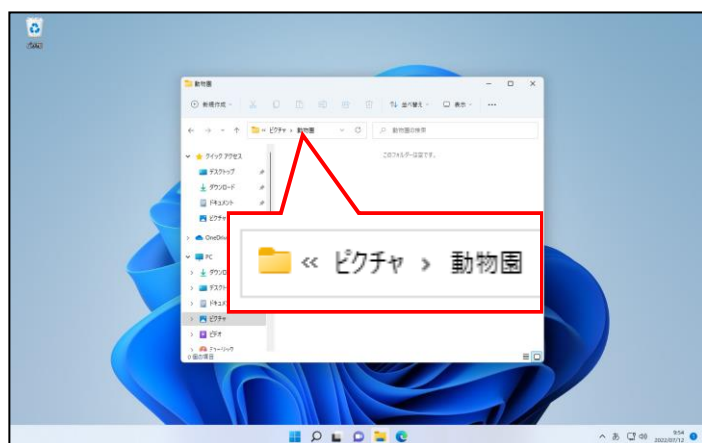 ごみ箱
動物園
新規作成
並べ替え
表示
« ピクチャ › 動物園
動物園の検索
このフォルダーは空です。
クイック アクセス
デスクトップ
ダウンロード
ドキュメント
ピクチャ
OneDrive
« ピクチャ › 動物園
PC
ダウンロ
デスクト
ドキュメン
ピクチャ
ビデオ
ミュージック
0 個の項目
あ
9:54
2022/07/12